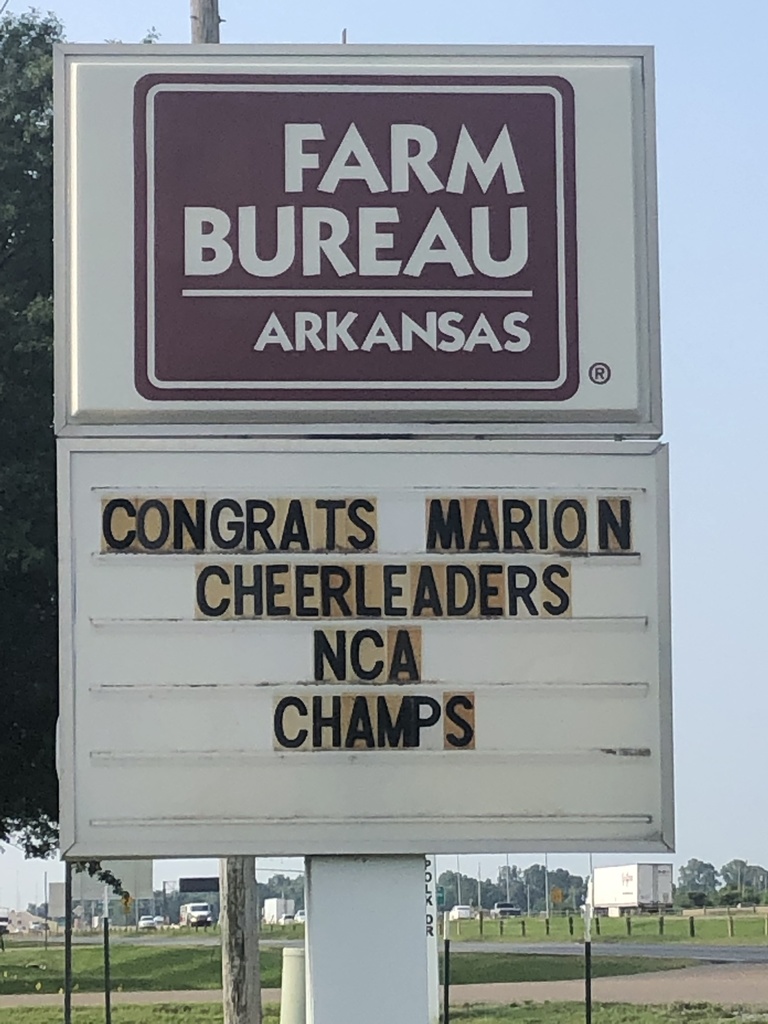 FARM
BUREAU
ARKANSAS
®
CONGRATS MARION
CHEERLEADERS
NCA
CHAMPS
POLK DR